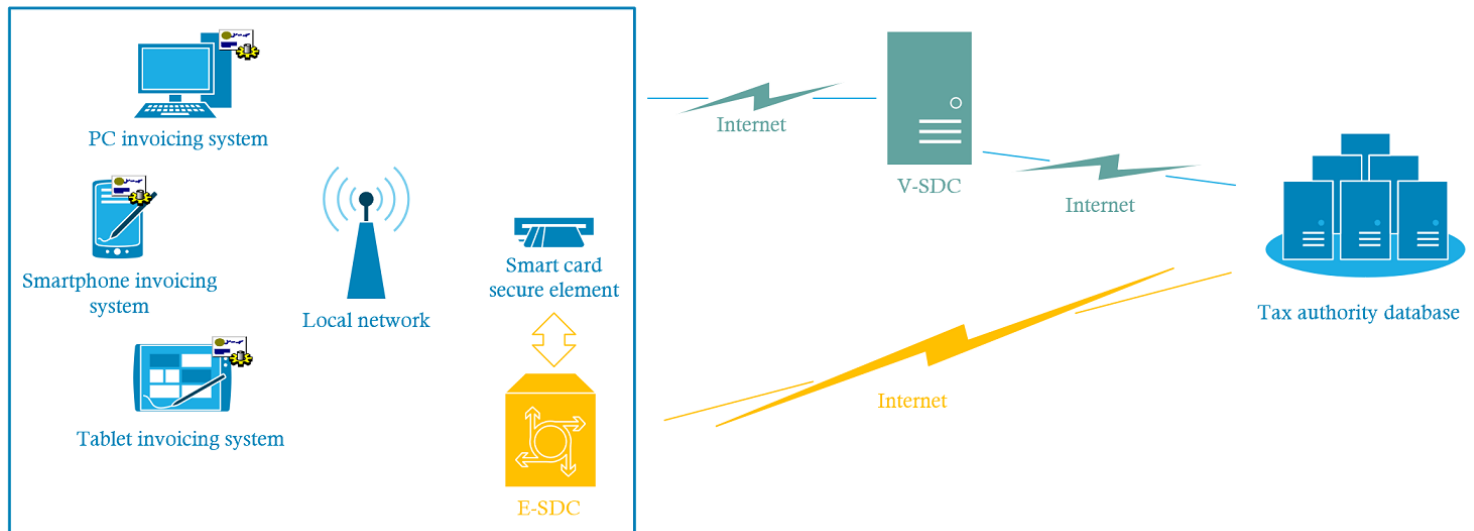 PC invoicing system
Smartphone invoicing
system
Tablet invoicing system
Local network
Smart card
secure element
E-SDC
Internet
V-SDC
Internet
Internet
Tax authority database